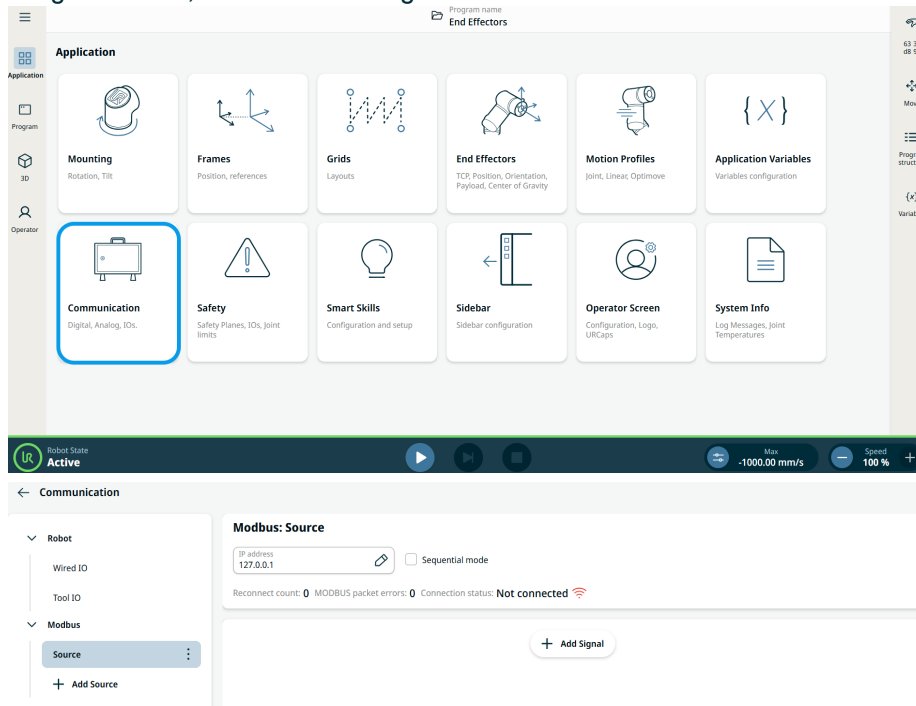 Program name
End Effectors
Application
Application
Program
3D
Operator
Mounting
Rotation, Tilt
Frames
Position, references
Grids
Layouts
End Effectors
TCP, Position, Orientation,
Payload, Center of Gravity
Motion Profiles
Joint, Linear, Optimove
Application Variables
Variables configuration
Communication
Digital, Analog, IOs.
Safety
Safety Planes, IOs, Joint
limits
Smart Skills
Configuration and setup
Sidebar
Sidebar configuration
Operator Screen
Configuration, Logo,
URCaps
System Info
Log Messages, Joint
Temperatures
Robot State
Active
Max
-1000.00 mm/s
Speed
100 %
Communication
Robot
Wired IO
Tool IO
Modbus
Source
Add Source
Modbus: Source
IP address
127.0.0.1
Sequential mode
Reconnect count: 0 MODBUS packet errors: 0 Connection status: Not connected
Add Signal